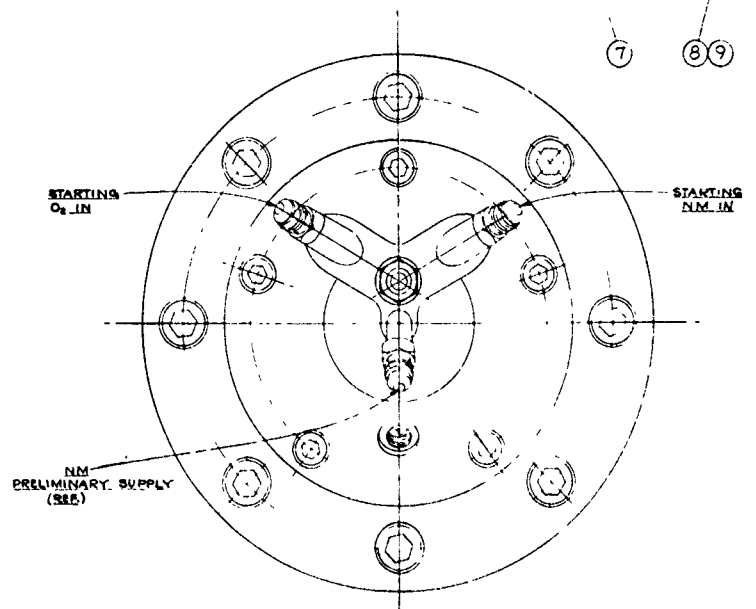 7 8 9
STARTING
O₂ IN
STARTING
NM IN
NM
PRELIMINARY SUPPLY
(REF.)